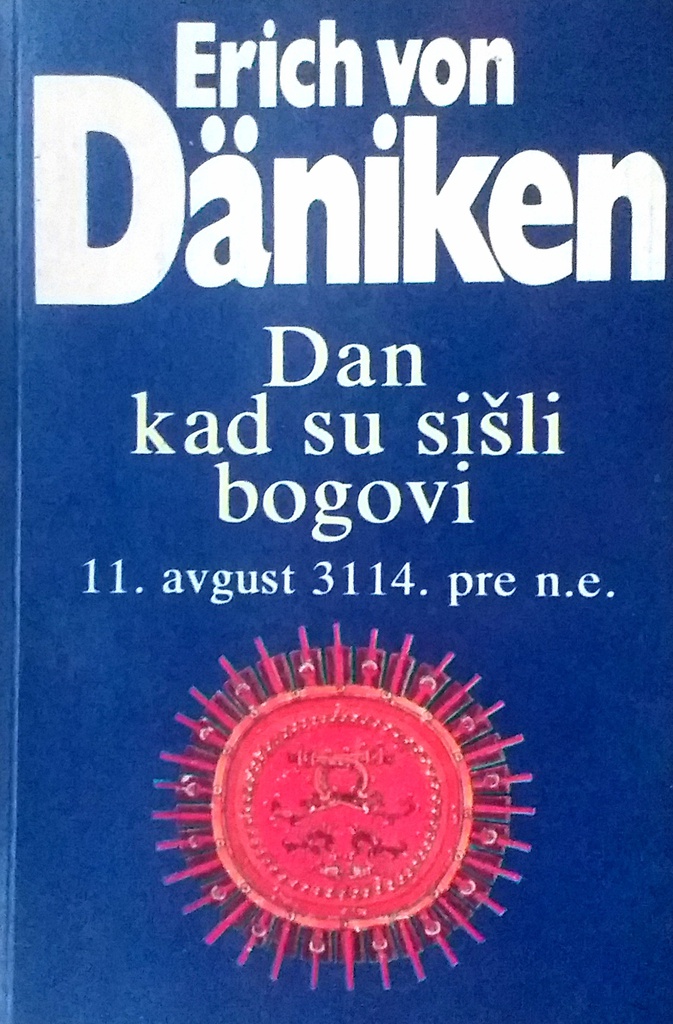 Erich von
Däniken
Dan
kad su sišli
bogovi
11. avgust 3114. pre n.e.